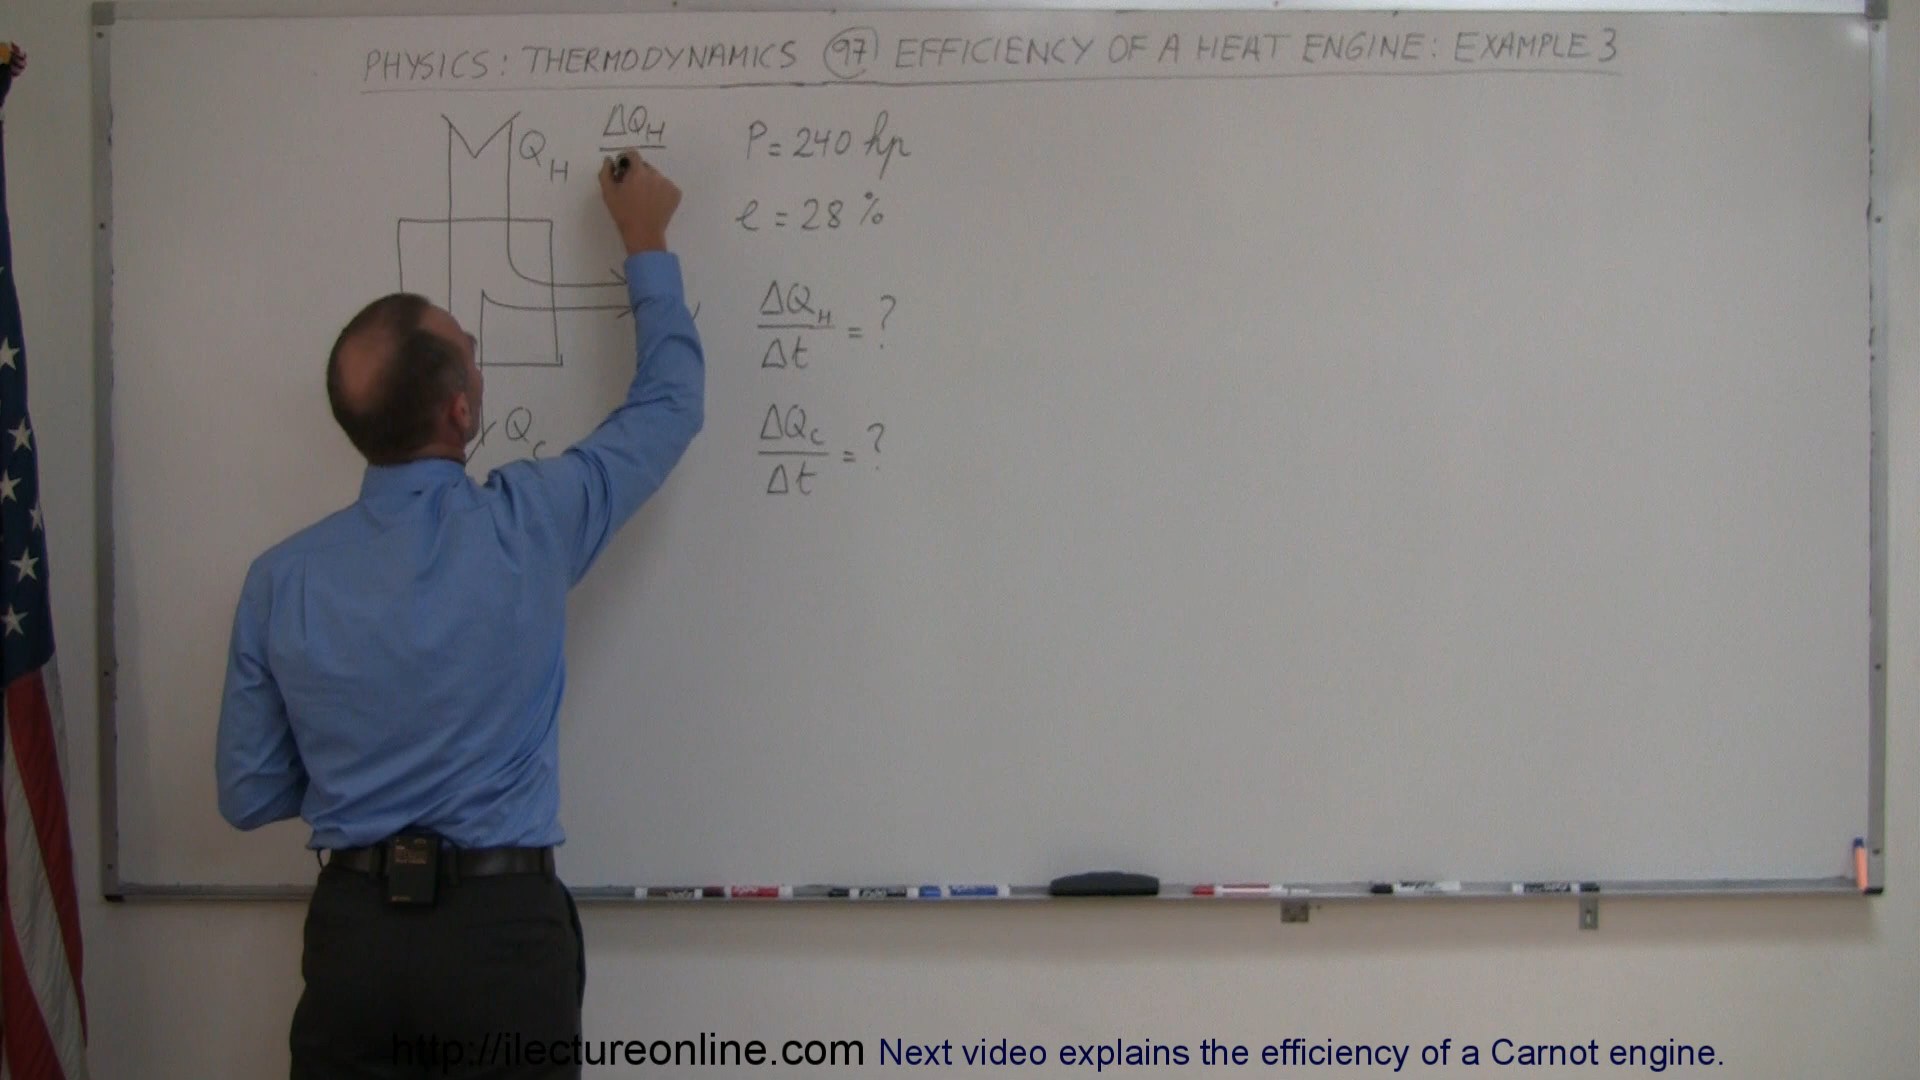 PHYSICS: THERMODYNAMICS 97 EFFICIENCY OF A HEAT ENGINE: EXAMPLE 3
Q_H
ΔQ_H
P = 240 hp
e = 28 %
ΔQ_H
Δt
= ?
Q_C
ΔQ_C
Δt
= ?
http://ilectureonline.com Next video explains the efficiency of a Carnot engine.